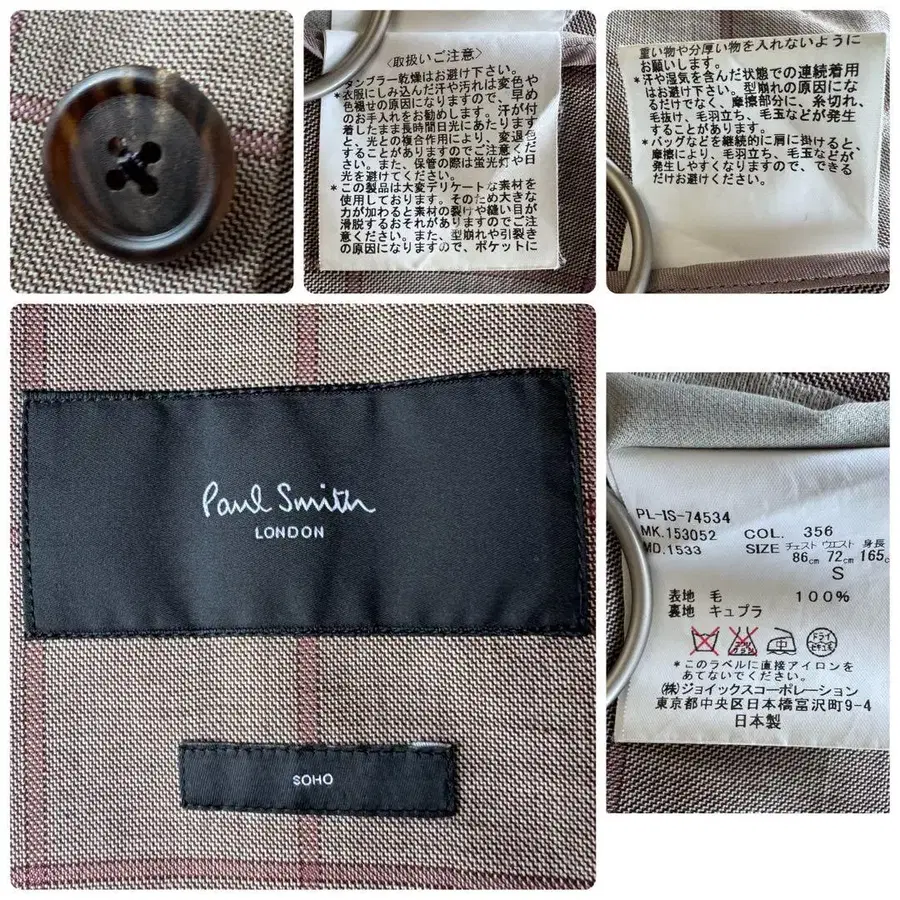 〈取扱いご注意〉
タンブラー乾燥はお避け下さい。
*衣服にしみ込んだ汗や汚れは変色や
色褪せの原因になりますので、早め
のお手入れをお勧めします。汗が付
着したまま長時間日光にあたります
と、光との複合作用により、変退色
することがありますのでご注意くだ
さい。また、保管の際は蛍光灯や日
光を避けてください。
*この製品は大変デリケートな素材を
使用しております。そのため大きな
力が加わると素材の裂けや縫い目が
滑脱するおそれがありますのでご注
意ください。また、型崩れや引裂き
の原因になりますので、ポケットに
重い物や分厚い物を入れないように
お願いします。
*汗や湿気を含んだ状態での連続着用
はお避け下さい。型崩れの原因にな
るだけでなく、摩擦部分に、糸切れ、
毛抜け、毛羽立ち、毛玉などが発生
することがあります。
*バッグなどを継続的に肩に掛けると、
摩擦により、毛羽立ち、毛玉などが
発生しやすくなりますので、できる
だけお避けください。
Paul Smith
LONDON
SOHO
PL-IS-74534
MK.153052 COL. 356
MD.1533 SIZE チェスト ウエスト 身長
86cm 72cm 165c
S
表地 毛 100%
裏地 キュプラ
ドライ
セキユ系
*このラベルに直接アイロンを
あてないでください。
(株)ジョイックスコーポレーション
東京都中央区日本橋富沢町9-4
日本製